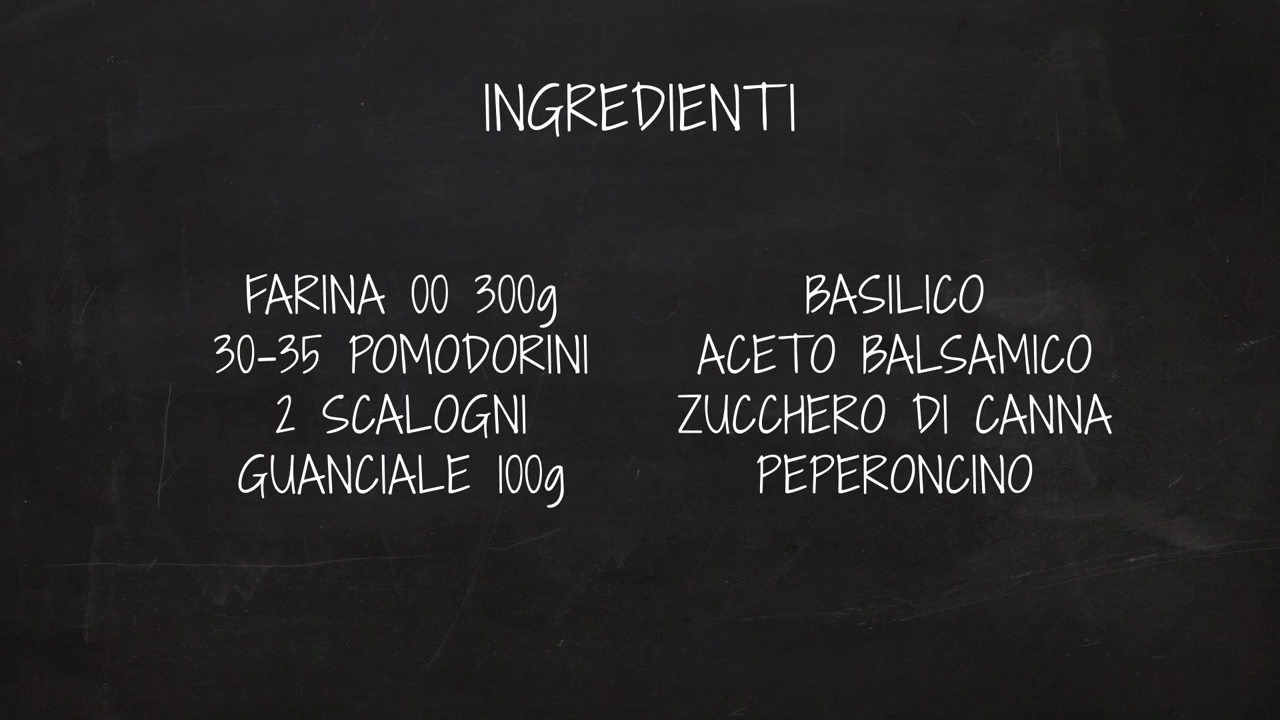 INGREDIENTI
FARINA 00 300g
30-35 POMODORINI
2 SCALOGNI
GUANCIALE 100g
BASILICO
ACETO BALSAMICO
ZUCCHERO DI CANNA
PEPERONCINO